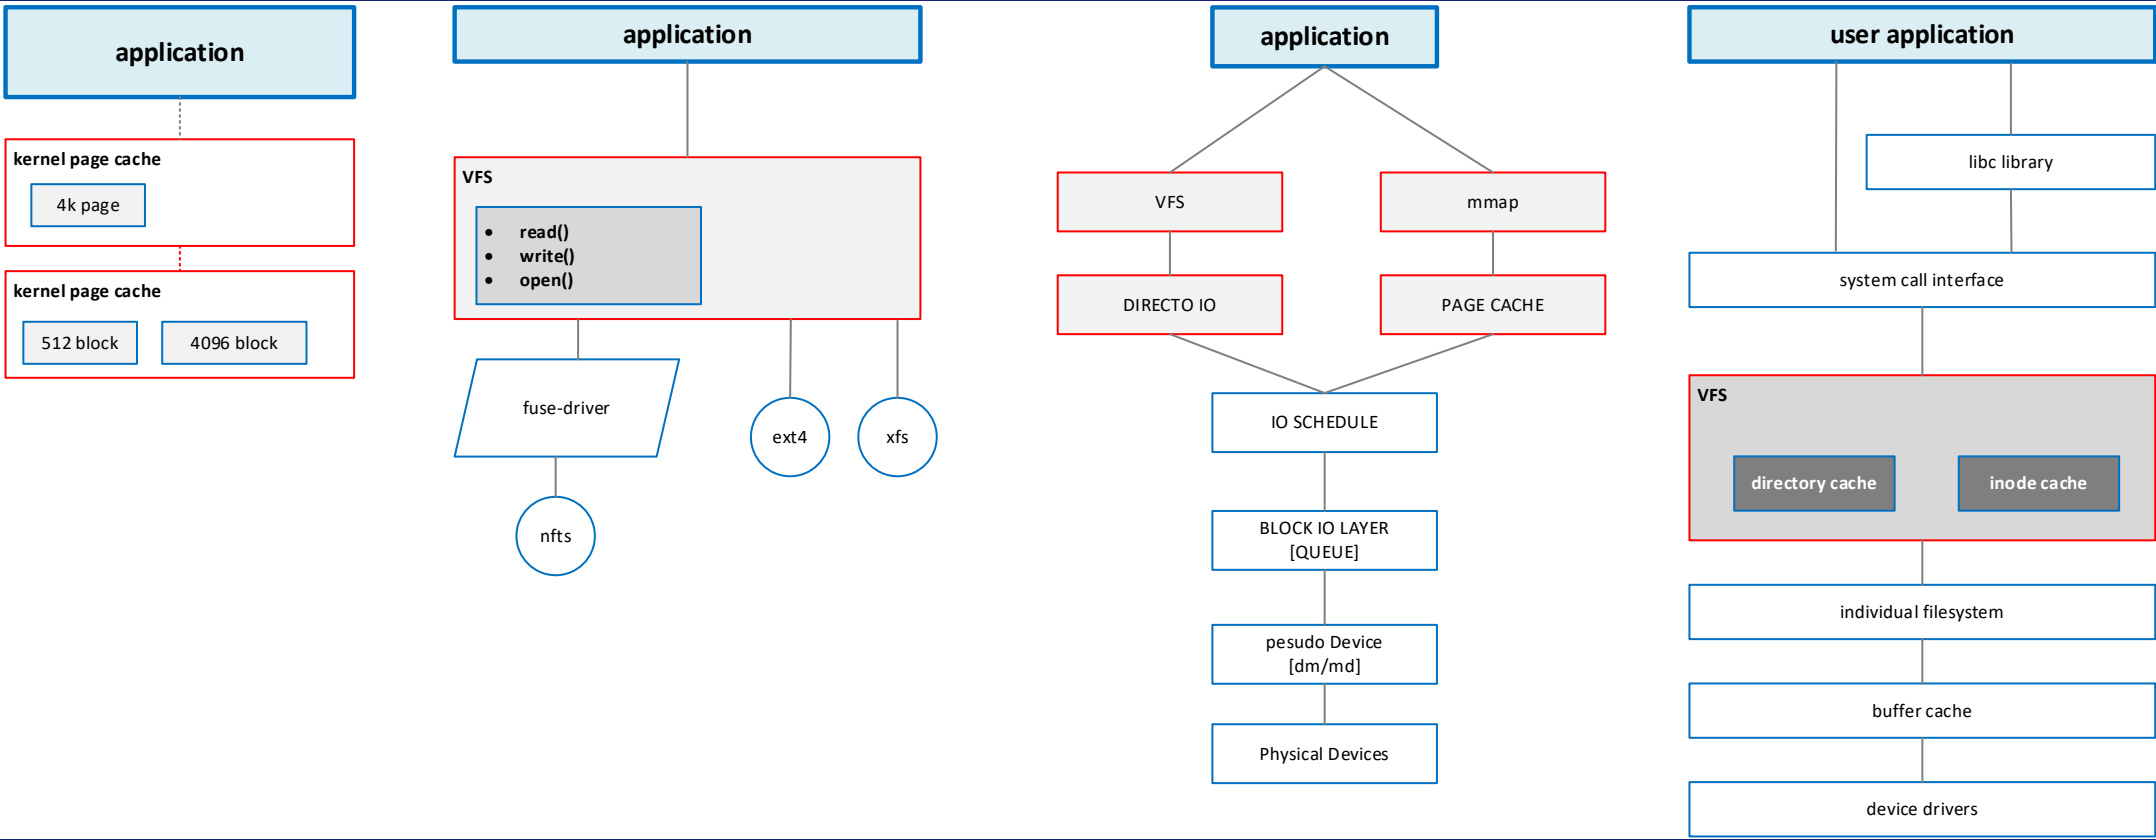 application
kernel page cache
4k page
kernel page cache
512 block
4096 block
application
VFS
• read()
• write()
• open()
fuse-driver
ext4
xfs
nfts
application
VFS
mmap
DIRECTO IO
PAGE CACHE
IO SCHEDULE
BLOCK IO LAYER
[QUEUE]
pesudo Device
[dm/md]
Physical Devices
user application
libc library
system call interface
VFS
directory cache
inode cache
individual filesystem
buffer cache
device drivers